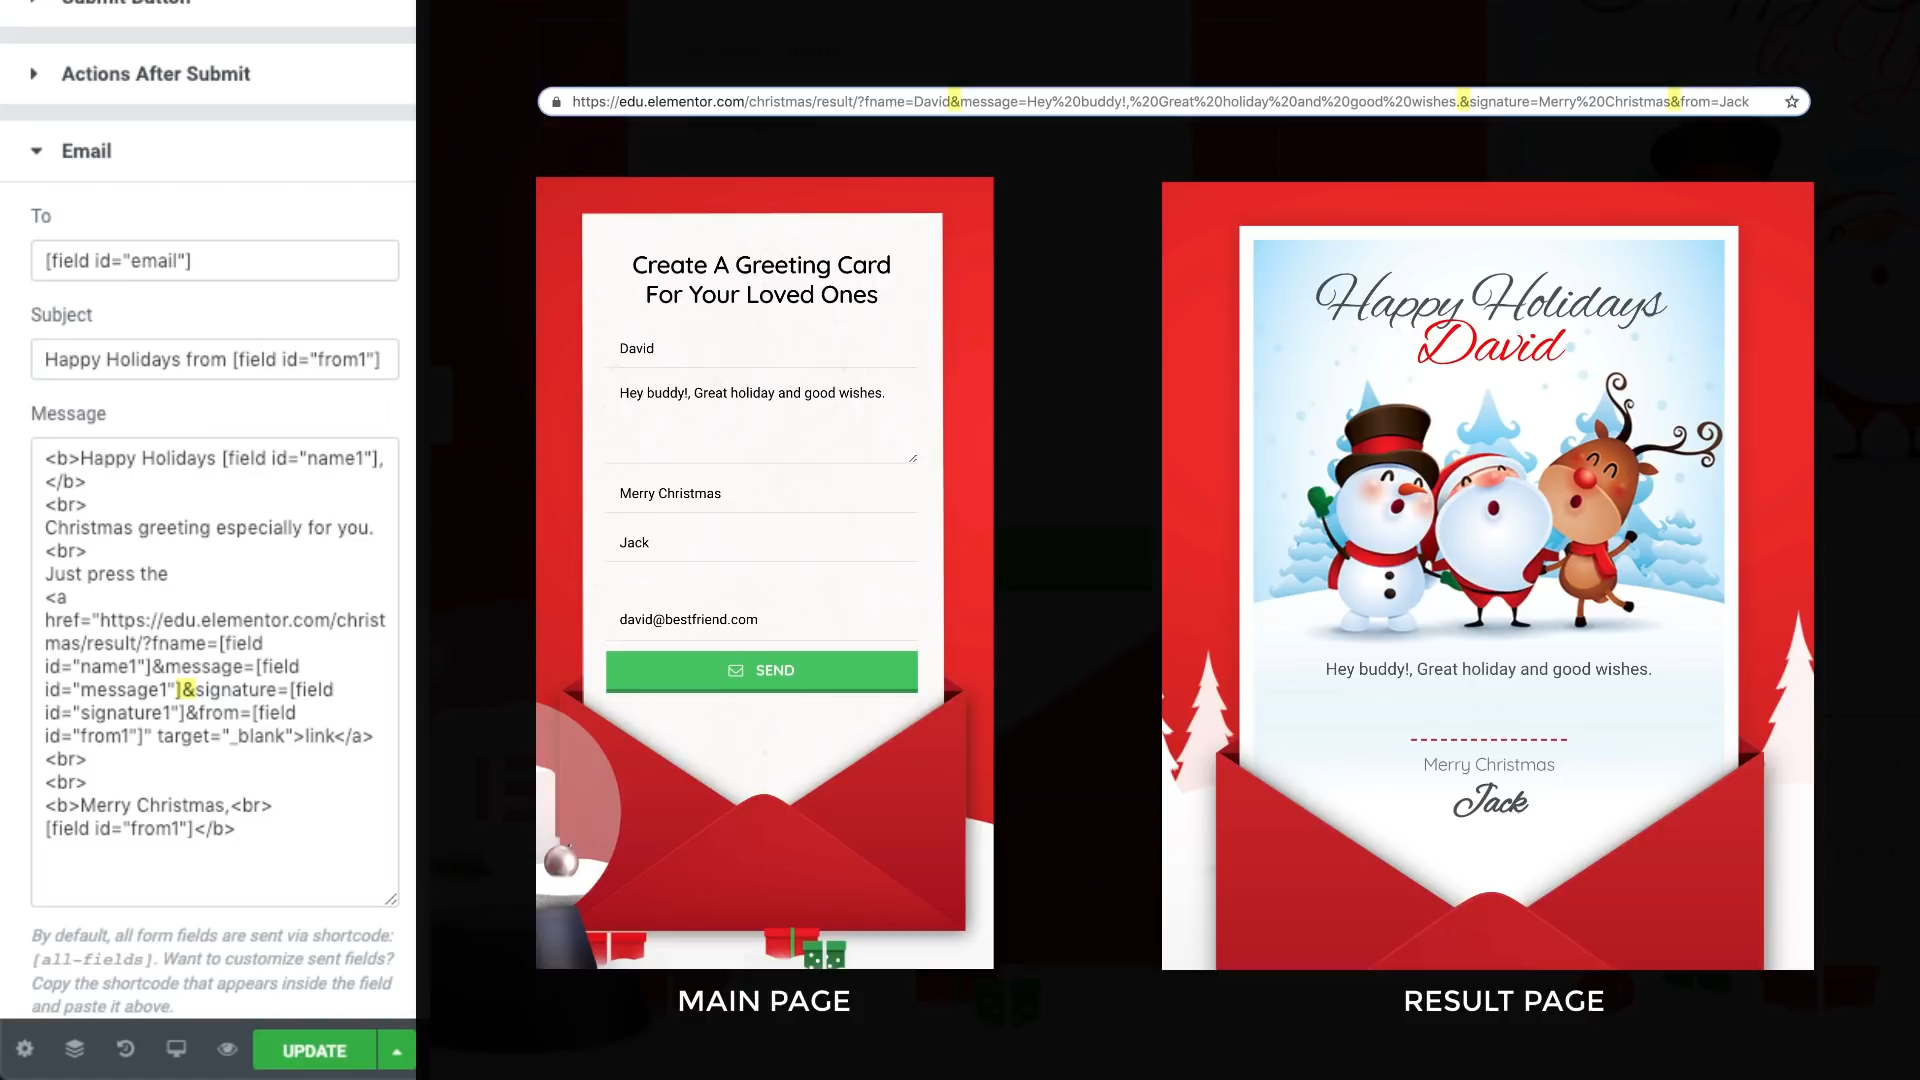 Submit Button
Actions After Submit
Email
To
[field id="email"]
Subject
Happy Holidays from [field id="from1"]
Message
<b>Happy Holidays [field id="name1"],
</b>
<br>
Christmas greeting especially for you.
<br>
Just press the
<a
href="https://edu.elementor.com/christ
mas/result/?fname=[field
id="name1"]&message=[field
id="message1"]&signature=[field
id="signature1"]&from=[field
id="from1"]" target="_blank">link</a>
<br>
<br>
<b>Merry Christmas,<br>
[field id="from1"]</b>
By default, all form fields are sent via shortcode:
[all-fields]. Want to customize sent fields?
Copy the shortcode that appears inside the field
and paste it above.
UPDATE
https://edu.elementor.com/christmas/result/?fname=David&message=Hey%20buddy!,%20Great%20holiday%20and%20good%20wishes.&signature=Merry%20Christmas&from=Jack
Create A Greeting Card
For Your Loved Ones
David
Hey buddy!, Great holiday and good wishes.
Merry Christmas
Jack
david@bestfriend.com
SEND
MAIN PAGE
Happy Holidays
David
Hey buddy!, Great holiday and good wishes.
Merry Christmas
Jack
RESULT PAGE